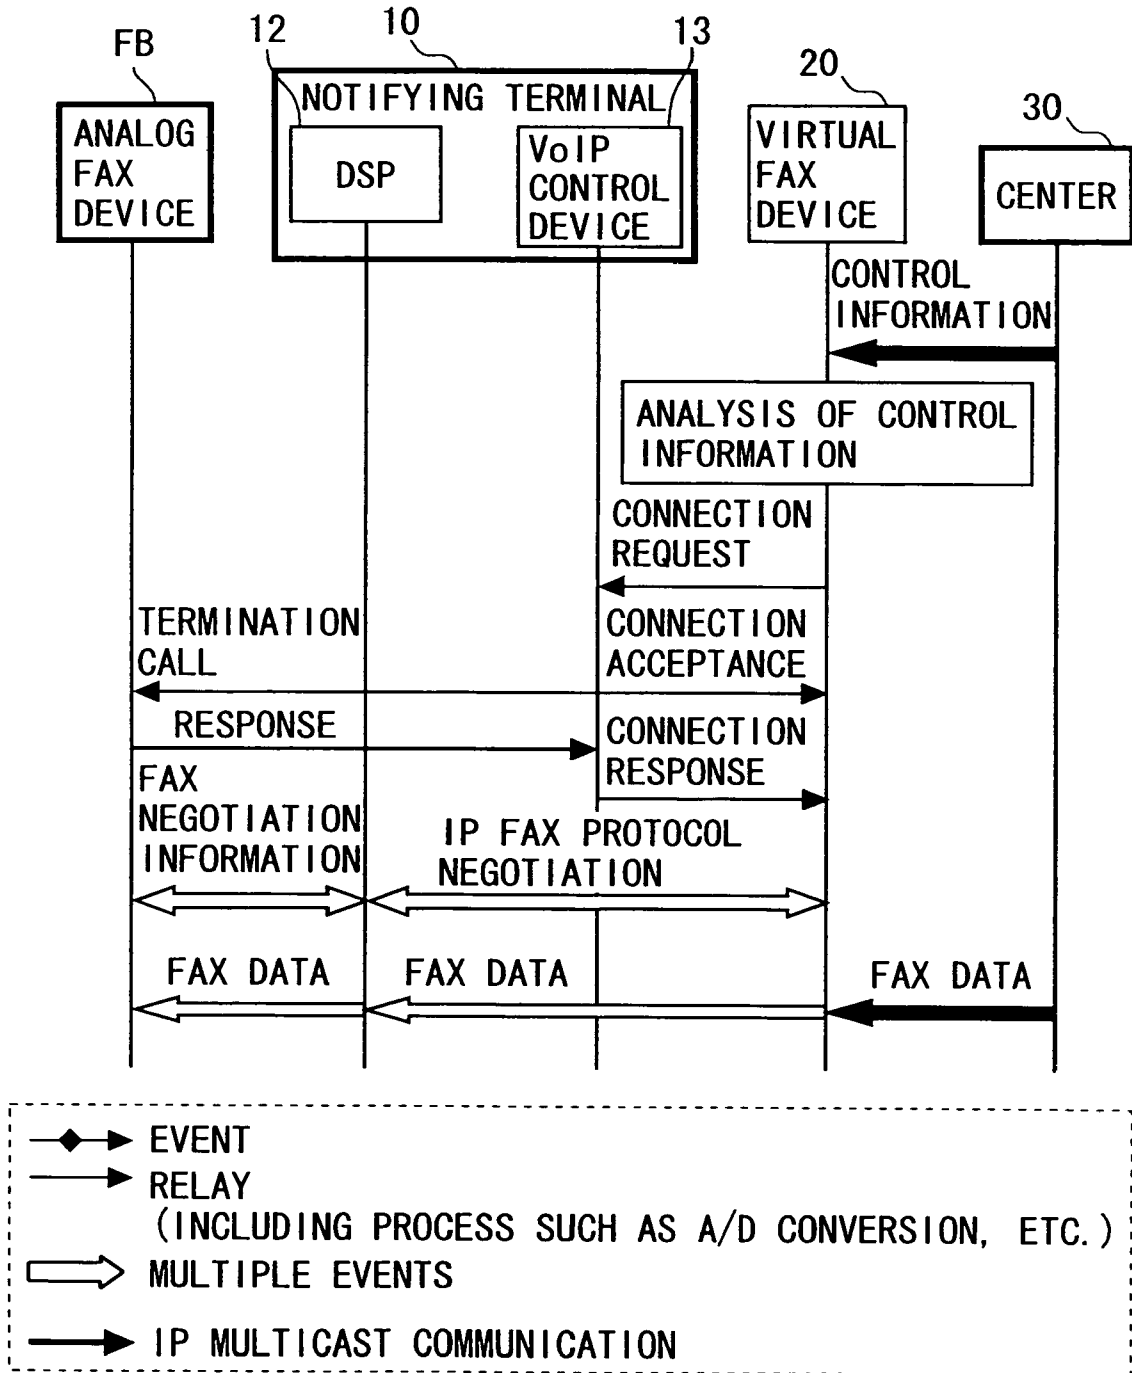 12
10
13
FB
20
30
NOTIFYING TERMINAL
ANALOG
FAX
DEVICE
DSP
VoIP
CONTROL
DEVICE
VIRTUAL
FAX
DEVICE
CENTER
CONTROL
INFORMATION
ANALYSIS OF CONTROL
INFORMATION
CONNECTION
REQUEST
TERMINATION
CALL
CONNECTION
ACCEPTANCE
RESPONSE
CONNECTION
RESPONSE
FAX
NEGOTIATION
INFORMATION
IP FAX PROTOCOL
NEGOTIATION
FAX DATA
FAX DATA
FAX DATA
EVENT
RELAY
(INCLUDING PROCESS SUCH AS A/D CONVERSION, ETC.)
MULTIPLE EVENTS
IP MULTICAST COMMUNICATION